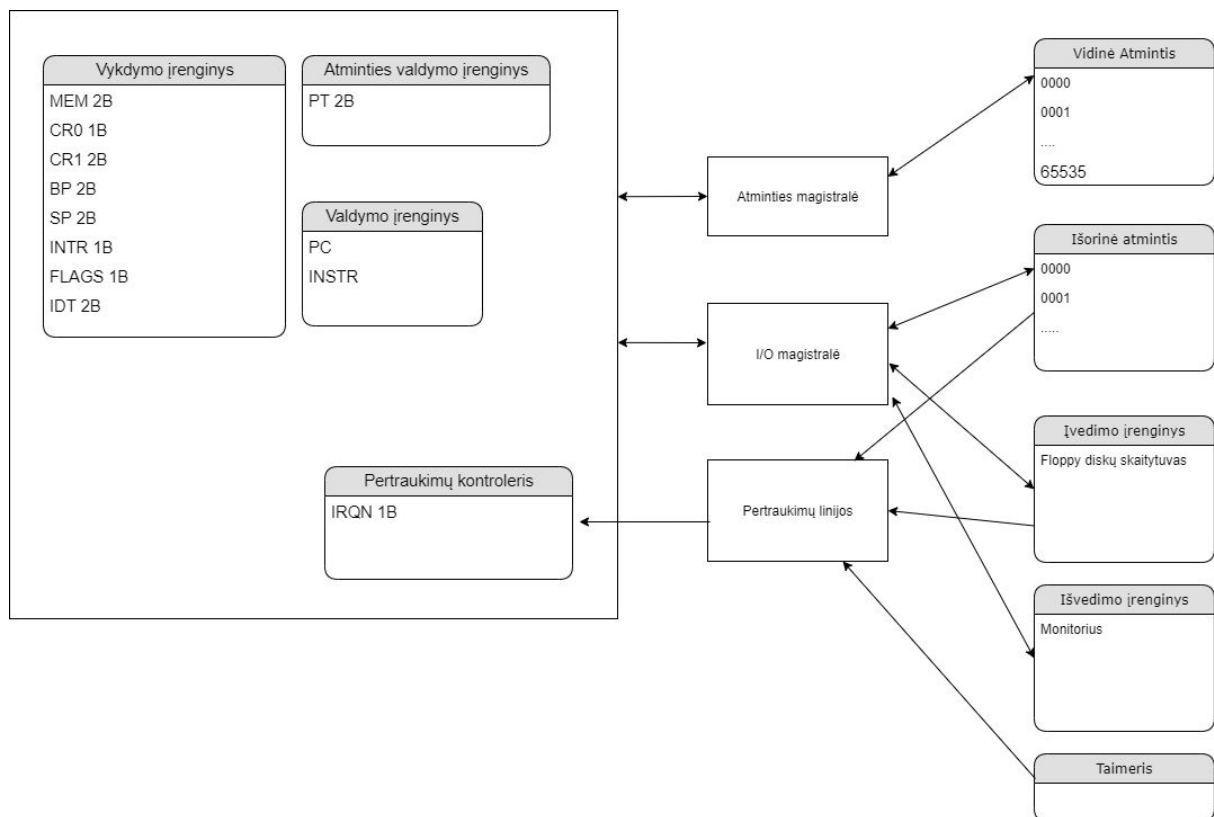 Vykdymo įrenginys
MEM 2B
CR0 1B
CR1 2B
BP 2B
SP 2B
INTR 1B
FLAGS 1B
IDT 2B
Atminties valdymo įrenginys
PT 2B
Valdymo įrenginys
PC
INSTR
Pertraukimų kontroleris
IRQN 1B
Atminties magistralė
I/O magistralė
Pertraukimų linijos
Vidinė Atmintis
0000
0001
....
65535
Išorinė atmintis
0000
0001
.....
Įvedimo įrenginys
Floppy diskų skaitytuvas
Išvedimo įrenginys
Monitorius
Taimeris